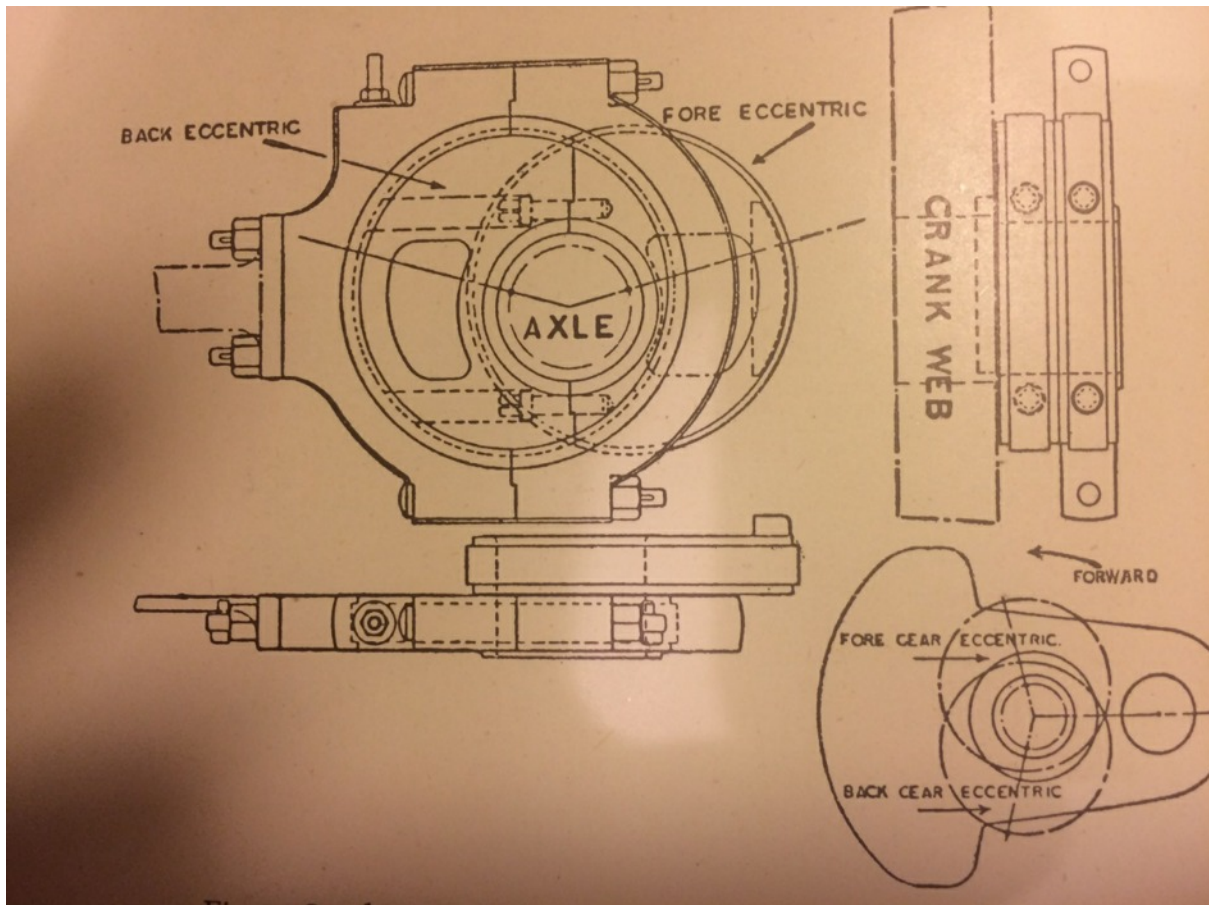 BACK ECCENTRIC
FORE ECCENTRIC
AXLE
CRANK WEB
FORWARD
FORE GEAR ECCENTRIC.
BACK GEAR ECCENTRIC